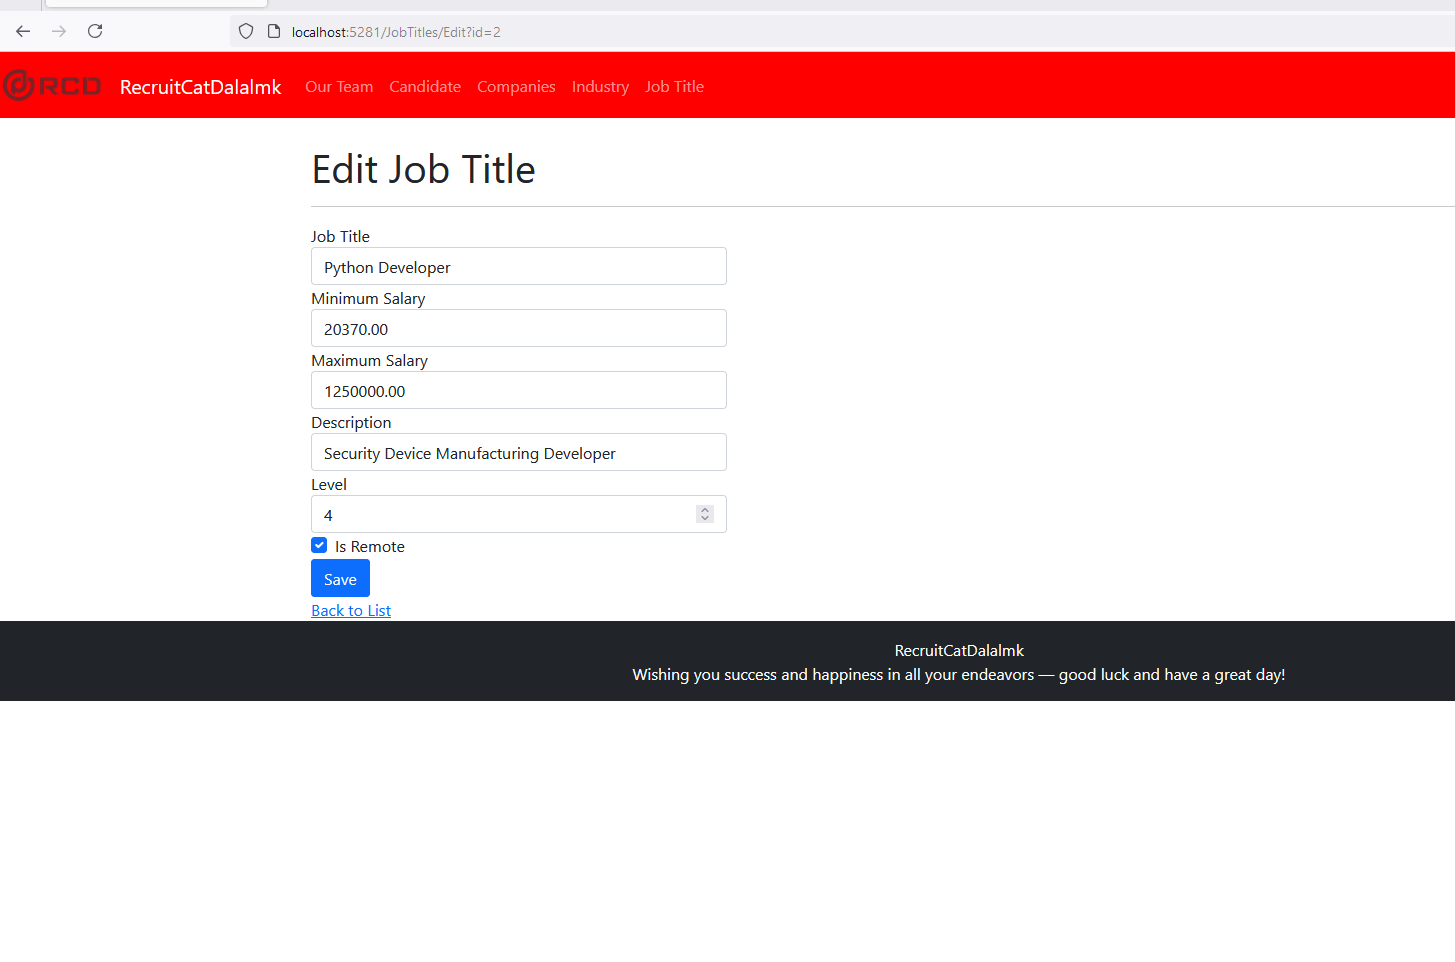 localhost:5281/JobTitles/Edit?id=2
RCD RecruitCatDalalmk Our Team Candidate Companies Industry Job Title
Edit Job Title
Job Title
Python Developer
Minimum Salary
20370.00
Maximum Salary
1250000.00
Description
Security Device Manufacturing Developer
Level
4
Is Remote
Save
Back to List
RecruitCatDalalmk
Wishing you success and happiness in all your endeavors — good luck and have a great day!